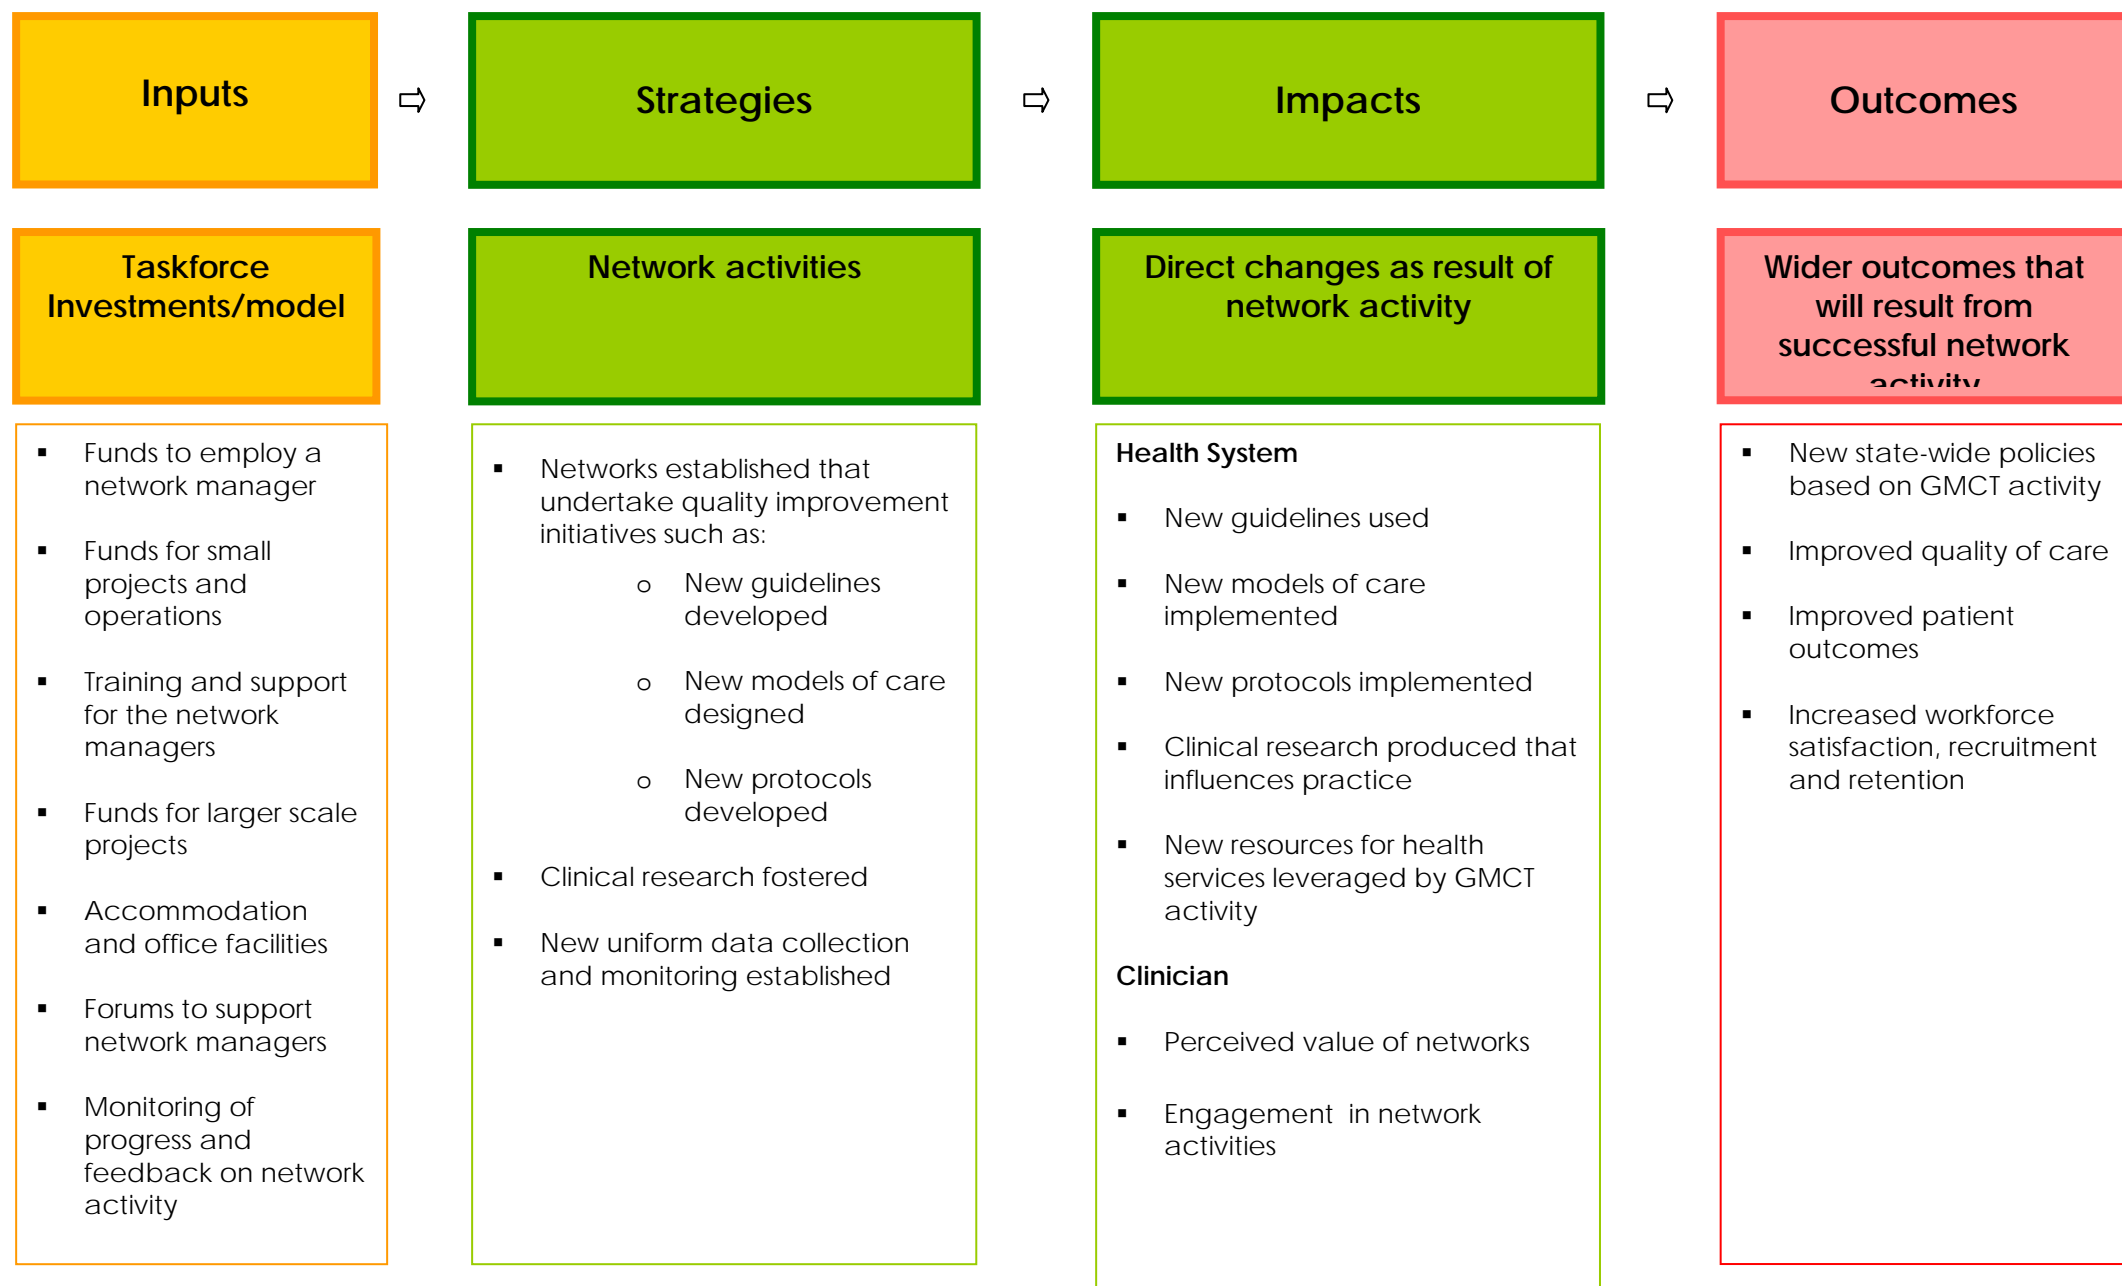 Inputs
⇨
Strategies
⇨
Impacts
⇨
Outcomes
Taskforce
Investments/model
Network activities
Direct changes as result of
network activity
Wider outcomes that
will result from
successful network
activity
▪ Funds to employ a
network manager
▪ Funds for small
projects and
operations
▪ Training and support
for the network
managers
▪ Funds for larger scale
projects
▪ Accommodation
and office facilities
▪ Forums to support
network managers
▪ Monitoring of
progress and
feedback on network
activity
▪ Networks established that
undertake quality improvement
initiatives such as:
o New guidelines
developed
o New models of care
designed
o New protocols
developed
▪ Clinical research fostered
▪ New uniform data collection
and monitoring established
Health System
▪ New guidelines used
▪ New models of care
implemented
▪ New protocols implemented
▪ Clinical research produced that
influences practice
▪ New resources for health
services leveraged by GMCT
activity
Clinician
▪ Perceived value of networks
▪ Engagement in network
activities
▪ New state-wide policies
based on GMCT activity
▪ Improved quality of care
▪ Improved patient
outcomes
▪ Increased workforce
satisfaction, recruitment
and retention